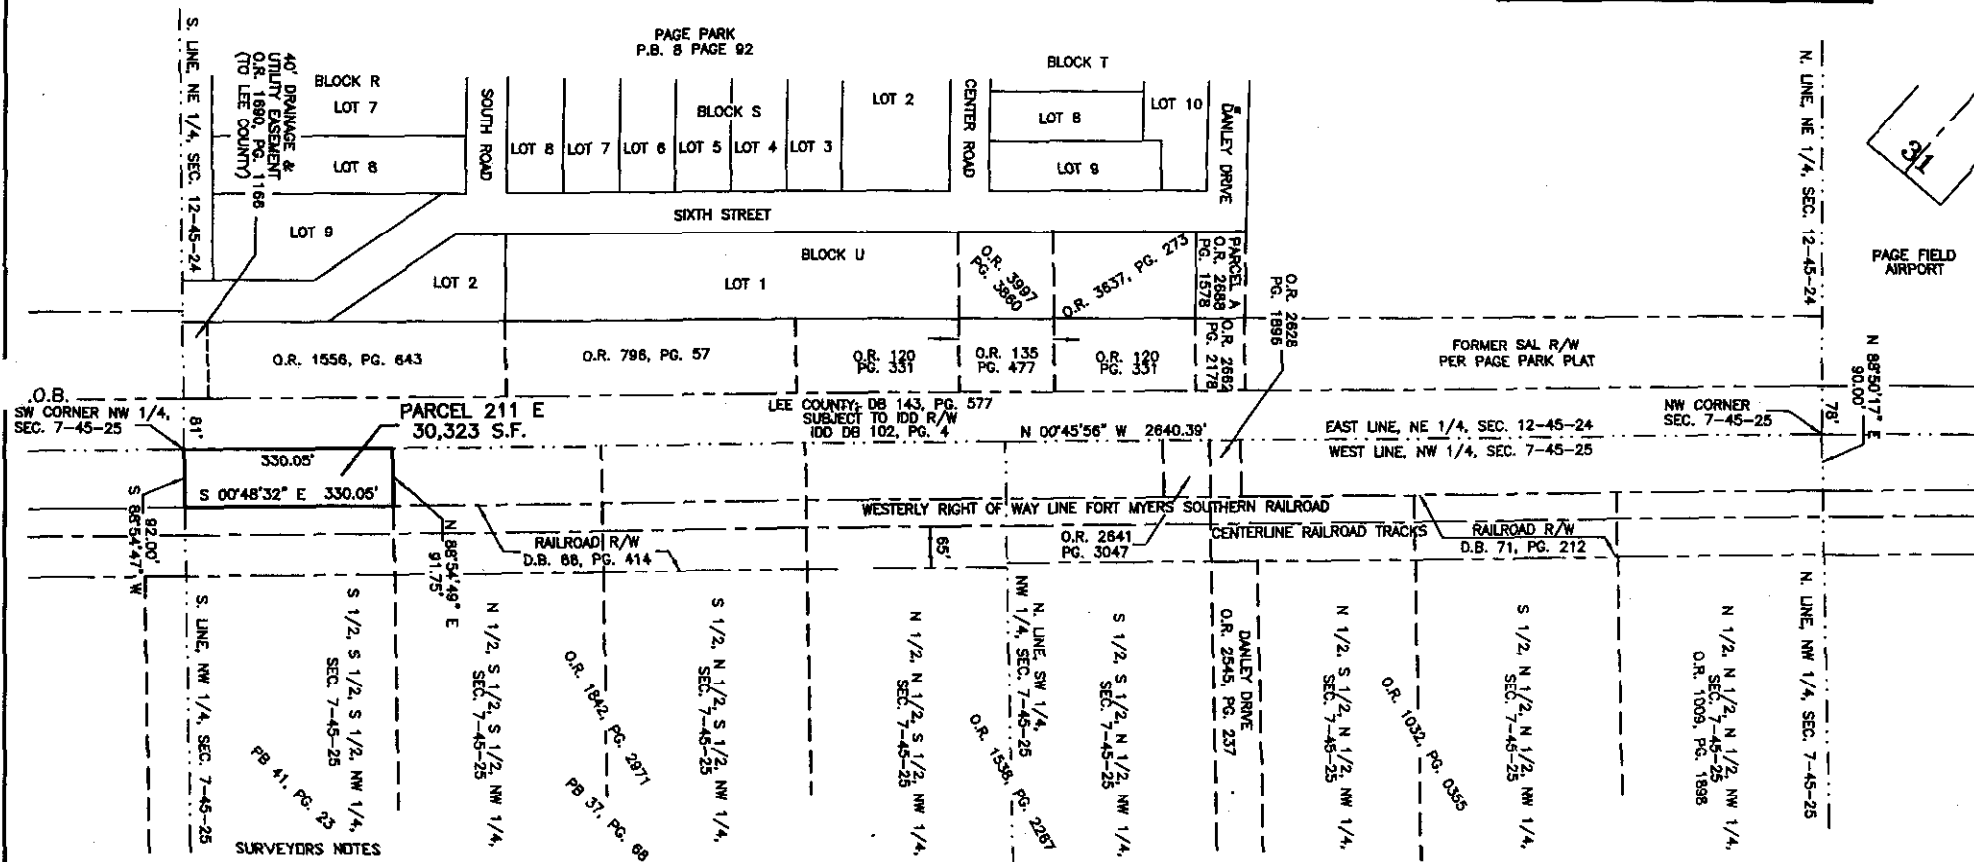 PAGE PARK
P.B. 8 PAGE 92
S. LINE, NE 1/4, SEC. 12-45-24
40' DRAINAGE &
UTILITY EASEMENT
O.R. 1690, PG. 1166
(TO LEE COUNTY)
BLOCK R
LOT 7
LOT 8
LOT 9
SOUTH ROAD
LOT 8
LOT 7
LOT 6
BLOCK S
LOT 5
LOT 4
LOT 3
LOT 2
CENTER ROAD
BLOCK T
LOT 8
LOT 9
LOT 10
DANLEY DRIVE
N. LINE, NE 1/4, SEC. 12-45-24
31
PAGE FIELD
AIRPORT
SIXTH STREET
LOT 2
LOT 1
BLOCK U
O.R. 3997
PG. 3860
O.R. 3637, PG. 273
PARCEL A
O.R. 2688
PG. 1578
O.R. 2662
PG. 2178
O.R. 2628
PG. 1896
O.R. 1556, PG. 643
O.R. 798, PG. 57
O.R. 120
PG. 331
O.R. 135
PG. 477
O.R. 120
PG. 331
FORMER SAL R/W
PER PAGE PARK PLAT
N 88°50'17" E
90.00'
.O.B.
SW CORNER NW 1/4,
SEC. 7-45-25
81'
PARCEL 211 E
30,323 S.F.
LEE COUNTY; DB 143, PG. 577
SUBJECT TO IDD R/W
IDD DB 102, PG. 4
N 00°45'56" W 2640.39'
EAST LINE, NE 1/4, SEC. 12-45-24
WEST LINE, NW 1/4, SEC. 7-45-25
NW CORNER
SEC. 7-45-25
78'
330.05'
S 00°48'32" E 330.05'
92.00'
S 88°54'47" W
N 88°54'49" E
91.75'
WESTERLY RIGHT OF WAY LINE FORT MYERS SOUTHERN RAILROAD
RAILROAD R/W
D.B. 68, PG. 414
65'
O.R. 2641
PG. 3047
CENTERLINE RAILROAD TRACKS
RAILROAD R/W
D.B. 71, PG. 212
S. LINE, NW 1/4, SEC. 7-45-25
PB 41, PG. 23
S 1/2, S 1/2, S 1/2, NW 1/4,
SEC. 7-45-25
N 1/2, S 1/2, S 1/2, NW 1/4,
SEC. 7-45-25
O.R. 1842, PG. 2971
PB 37, PG. 68
S 1/2, N 1/2, S 1/2, NW 1/4,
SEC. 7-45-25
N 1/2, N 1/2, S 1/2, NW 1/4,
SEC. 7-45-25
O.R. 1538, PG. 2287
N. LINE, SW 1/4,
NW 1/4, SEC. 7-45-25
S 1/2, S 1/2, N 1/2, NW 1/4,
SEC. 7-45-25
DANLEY DRIVE
O.R. 2545, PG. 237
N 1/2, S 1/2, N 1/2, NW 1/4,
SEC. 7-45-25
O.R. 1032, PG. 0355
S 1/2, N 1/2, N 1/2, NW 1/4,
SEC. 7-45-25
N 1/2, N 1/2, N 1/2, NW 1/4,
SEC. 7-45-25
O.R. 1009, PG. 1898
N. LINE, NW 1/4, SEC. 7-45-25
SURVEYORS NOTES